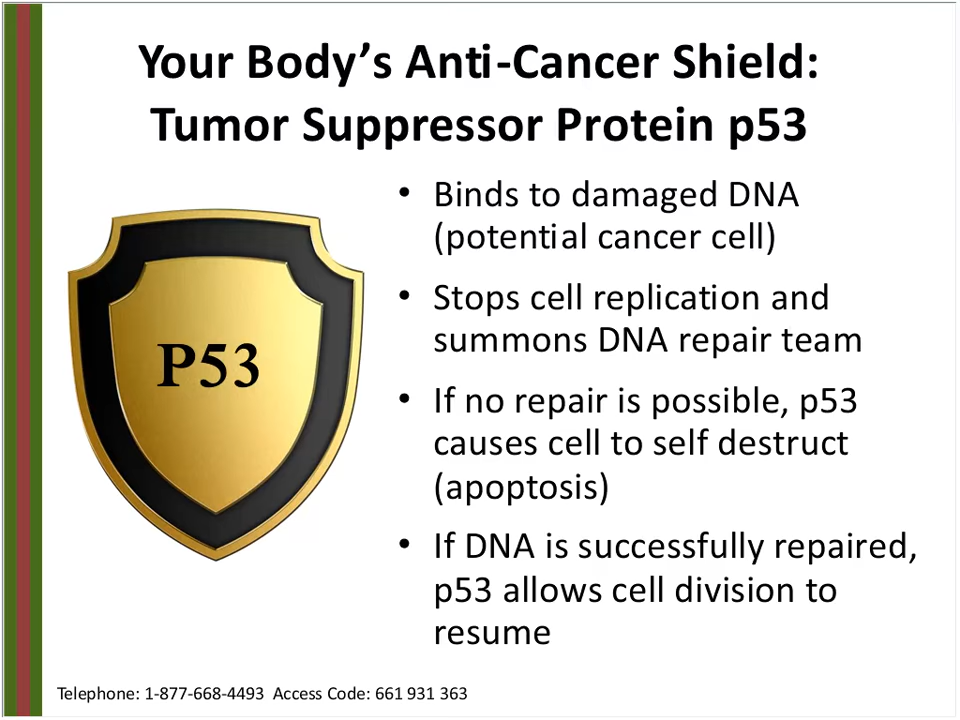 Your Body’s Anti-Cancer Shield:
Tumor Suppressor Protein p53
P53
• Binds to damaged DNA
(potential cancer cell)
• Stops cell replication and
summons DNA repair team
• If no repair is possible, p53
causes cell to self destruct
(apoptosis)
• If DNA is successfully repaired,
p53 allows cell division to
resume
Telephone: 1-877-668-4493 Access Code: 661 931 363